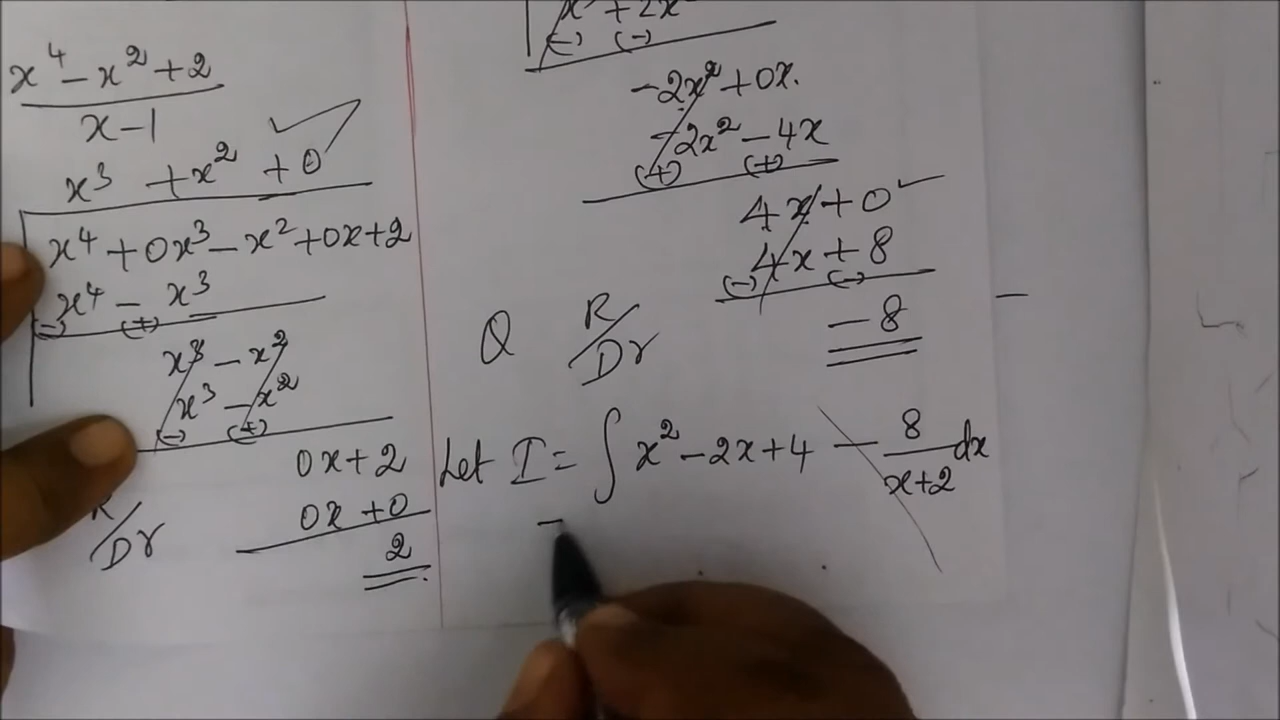 x⁴ - x² + 2
x - 1
x³ + x² + 0
x⁴ + 0x³ - x² + 0x + 2
x⁴ - x³
(-) (+)
x³ - x²
x³ - x²
(-) (+)
0x + 2
0x + 0
2
R/Dr
x³ + 2x²
(-) (-)
-2x² + 0x
-2x² - 4x
(+) (+)
4x + 0
4x + 8
(-) (-)
-8
Q R/Dr
Let I = ∫ x² - 2x + 4 - 8/(x+2) dx